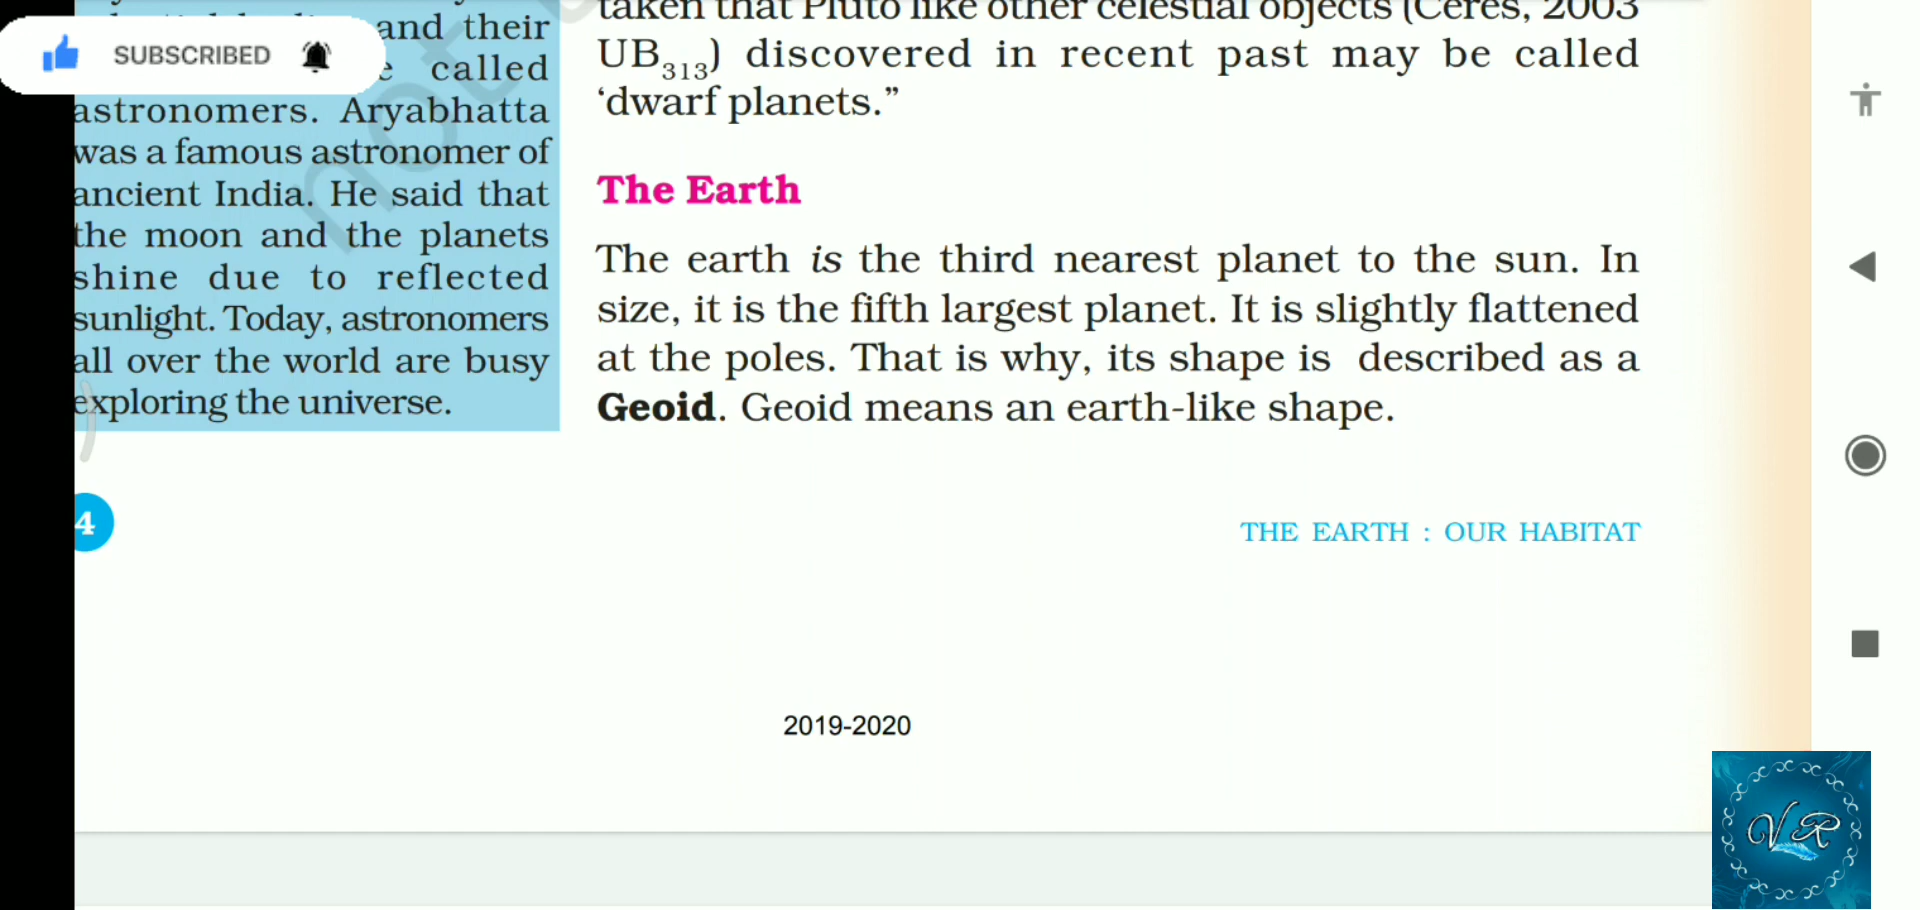 SUBSCRIBED
and their
called
astronomers. Aryabhatta
was a famous astronomer of
ancient India. He said that
the moon and the planets
shine due to reflected
sunlight. Today, astronomers
all over the world are busy
exploring the universe.
taken that Pluto like other celestial objects (Ceres, 2003
UB313) discovered in recent past may be called
‘dwarf planets.”
The Earth
The earth is the third nearest planet to the sun. In
size, it is the fifth largest planet. It is slightly flattened
at the poles. That is why, its shape is described as a
Geoid. Geoid means an earth-like shape.
4
THE EARTH : OUR HABITAT
2019-2020
VR
not